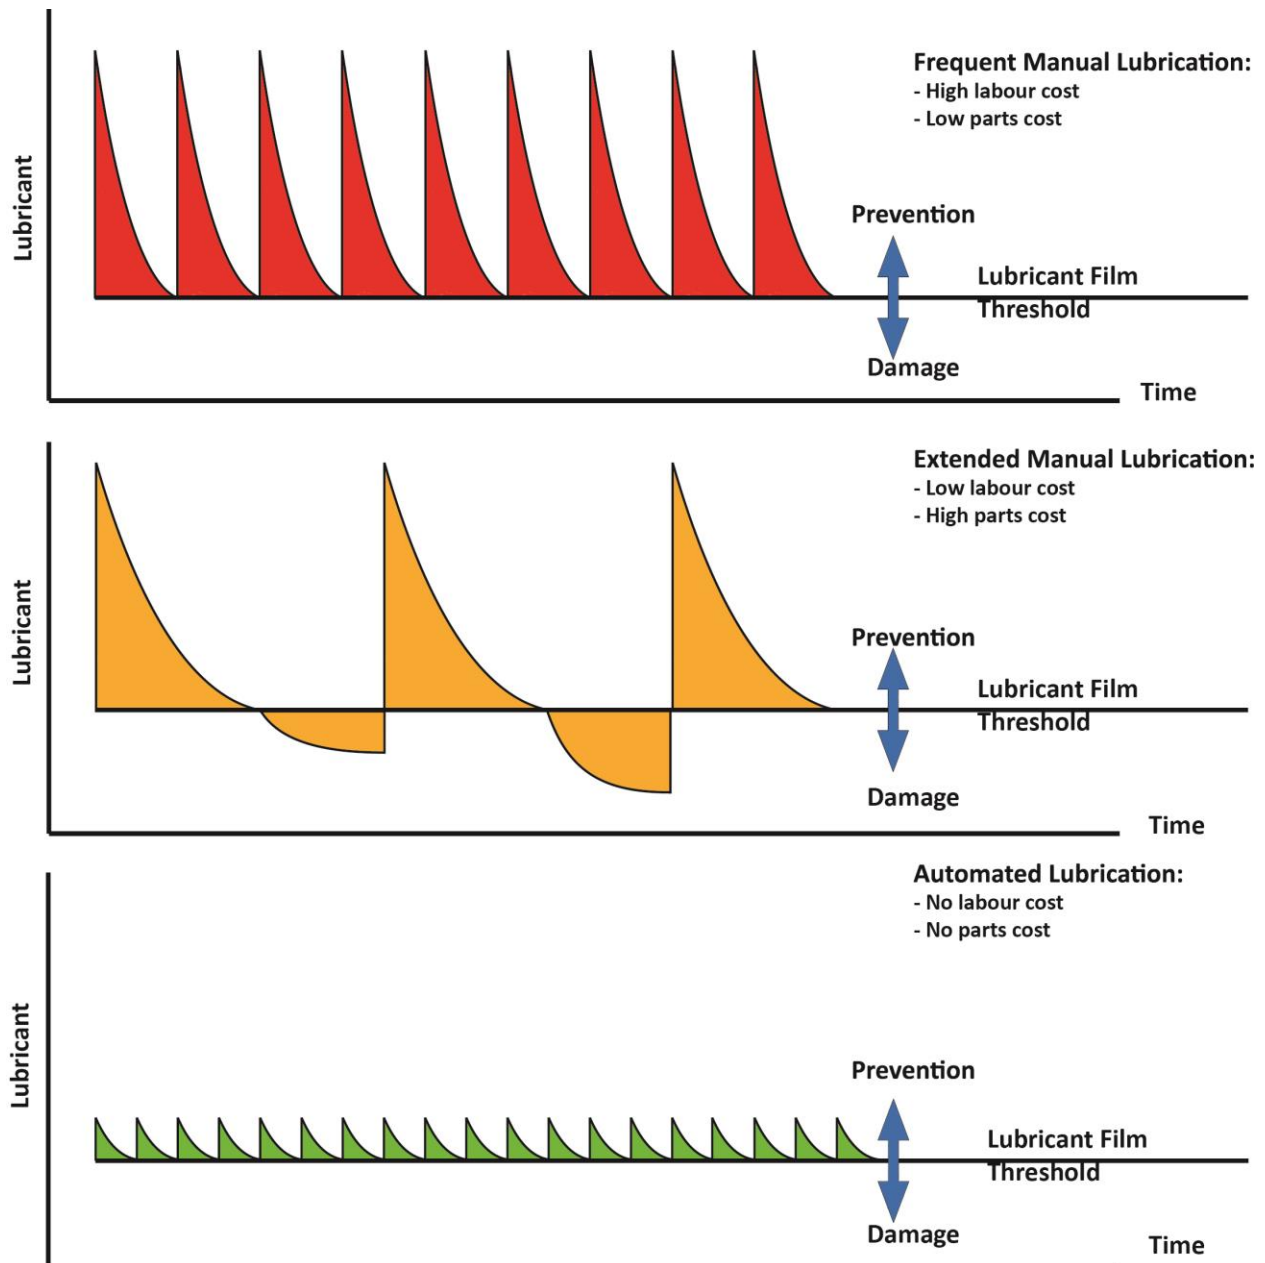 Frequent Manual Lubrication:
- High labour cost
- Low parts cost
Lubricant
Prevention
Lubricant Film
Threshold
Damage
Time
Extended Manual Lubrication:
- Low labour cost
- High parts cost
Lubricant
Prevention
Lubricant Film
Threshold
Damage
Time
Automated Lubrication:
- No labour cost
- No parts cost
Lubricant
Prevention
Lubricant Film
Threshold
Damage
Time